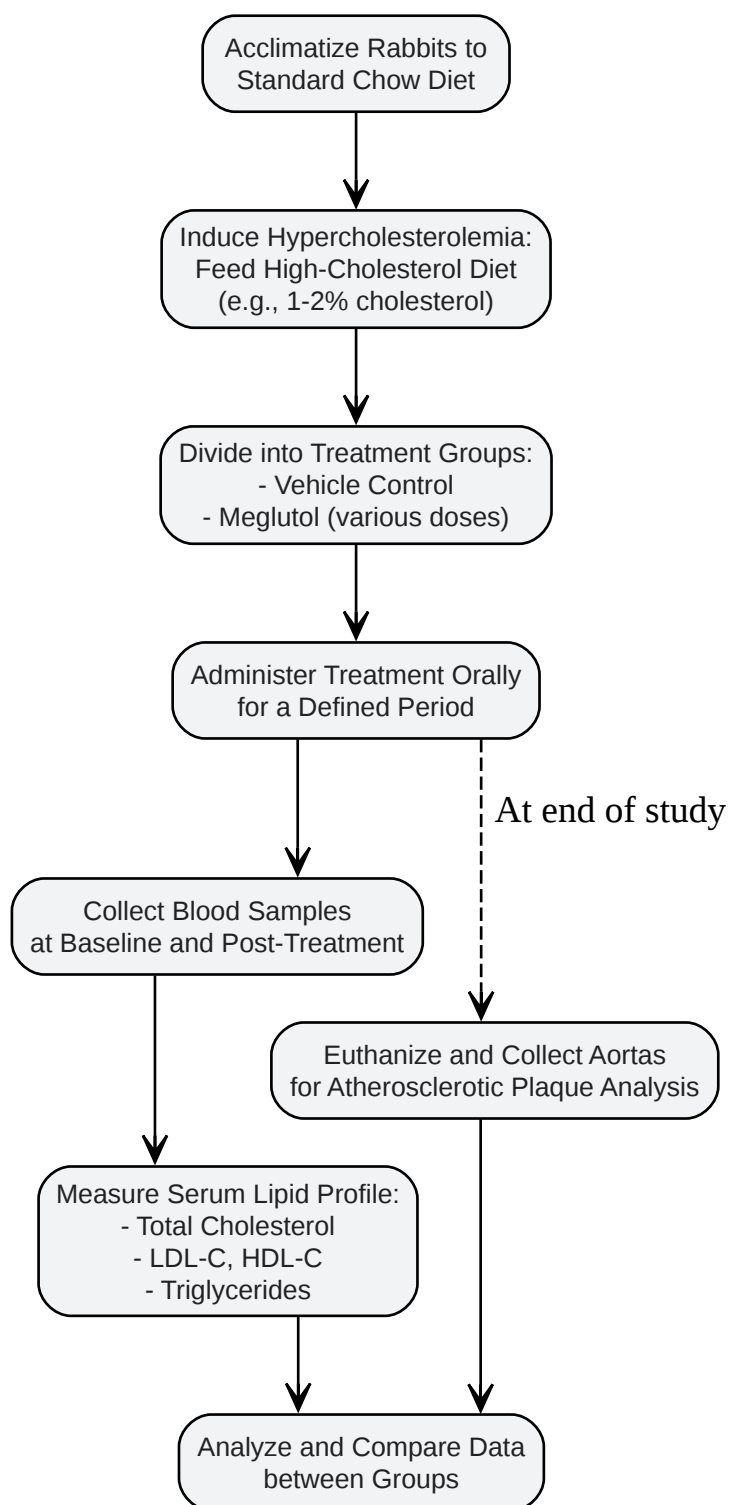 Acclimatize Rabbits to
Standard Chow Diet
Induce Hypercholesterolemia:
Feed High-Cholesterol Diet
(e.g., 1-2% cholesterol)
Divide into Treatment Groups:
- Vehicle Control
- Meglutol (various doses)
Administer Treatment Orally
for a Defined Period
At end of study
Collect Blood Samples
at Baseline and Post-Treatment
Euthanize and Collect Aortas
for Atherosclerotic Plaque Analysis
Measure Serum Lipid Profile:
- Total Cholesterol
- LDL-C, HDL-C
- Triglycerides
Analyze and Compare Data
between Groups